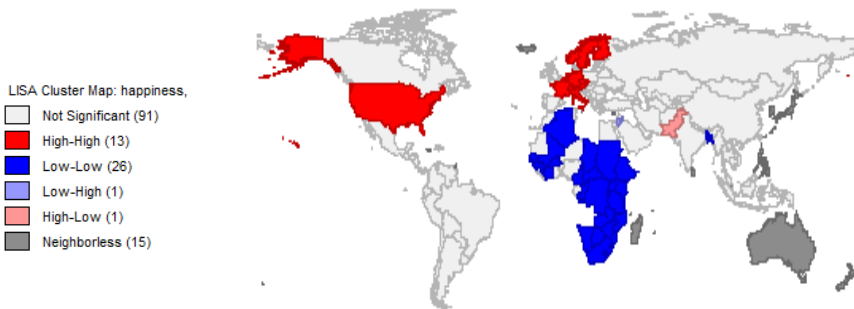 LISA Cluster Map: happiness,
Not Significant (91)
High-High (13)
Low-Low (26)
Low-High (1)
High-Low (1)
Neighborless (15)